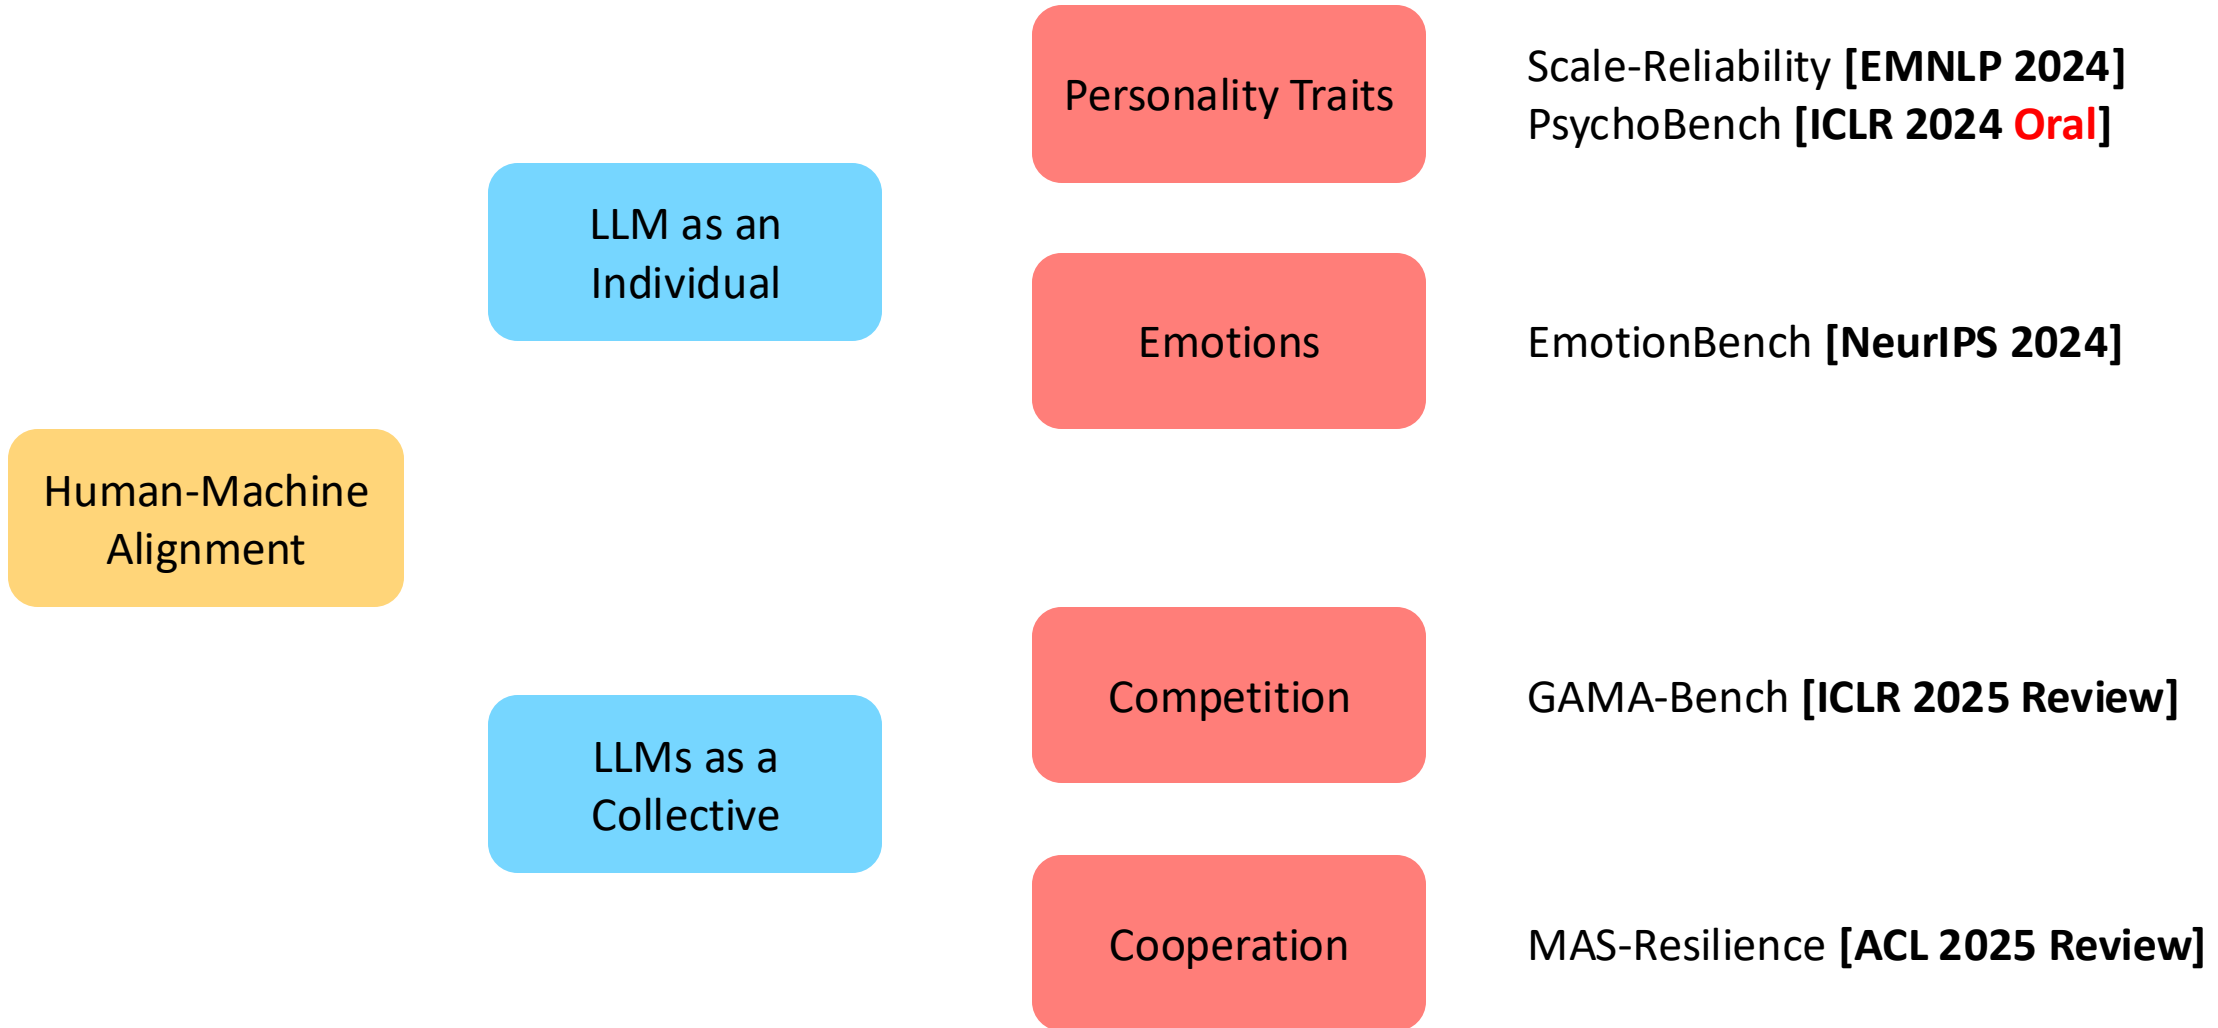 Personality Traits
Scale-Reliability [EMNLP 2024]
PsychoBench [ICLR 2024 Oral]
LLM as an
Individual
Emotions
EmotionBench [NeurIPS 2024]
Human-Machine
Alignment
Competition
GAMA-Bench [ICLR 2025 Review]
LLMs as a
Collective
Cooperation
MAS-Resilience [ACL 2025 Review]